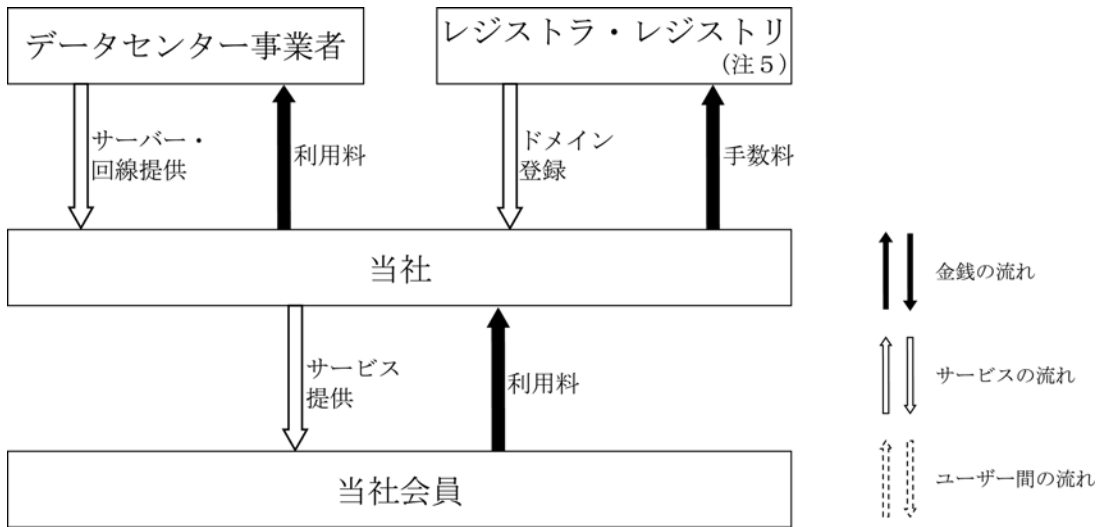 データセンター事業者
レジストラ・レジストリ
(注5)
サーバー・
回線提供
利用料
ドメイン
登録
手数料
当社
金銭の流れ
サービス
提供
利用料
サービスの流れ
当社会員
ユーザー間の流れ